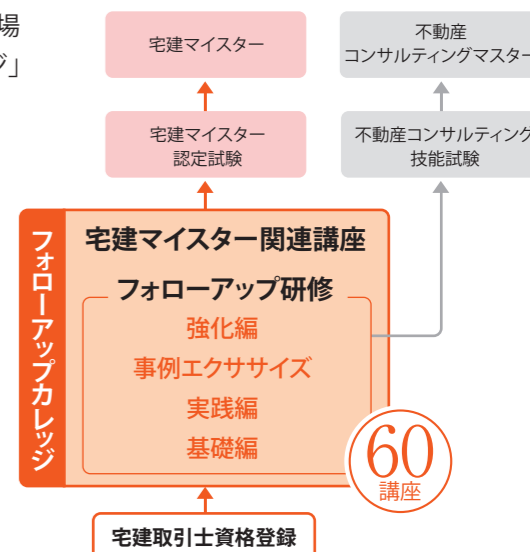 場
ジ」
宅建マイスター
不動産
コンサルティングマスター
宅建マイスター
認定試験
不動産コンサルティング
技能試験
フォローアップカレッジ
宅建マイスター関連講座
フォローアップ研修
強化編
事例エクササイズ
実践編
基礎編
60
講座
宅建取引士資格登録